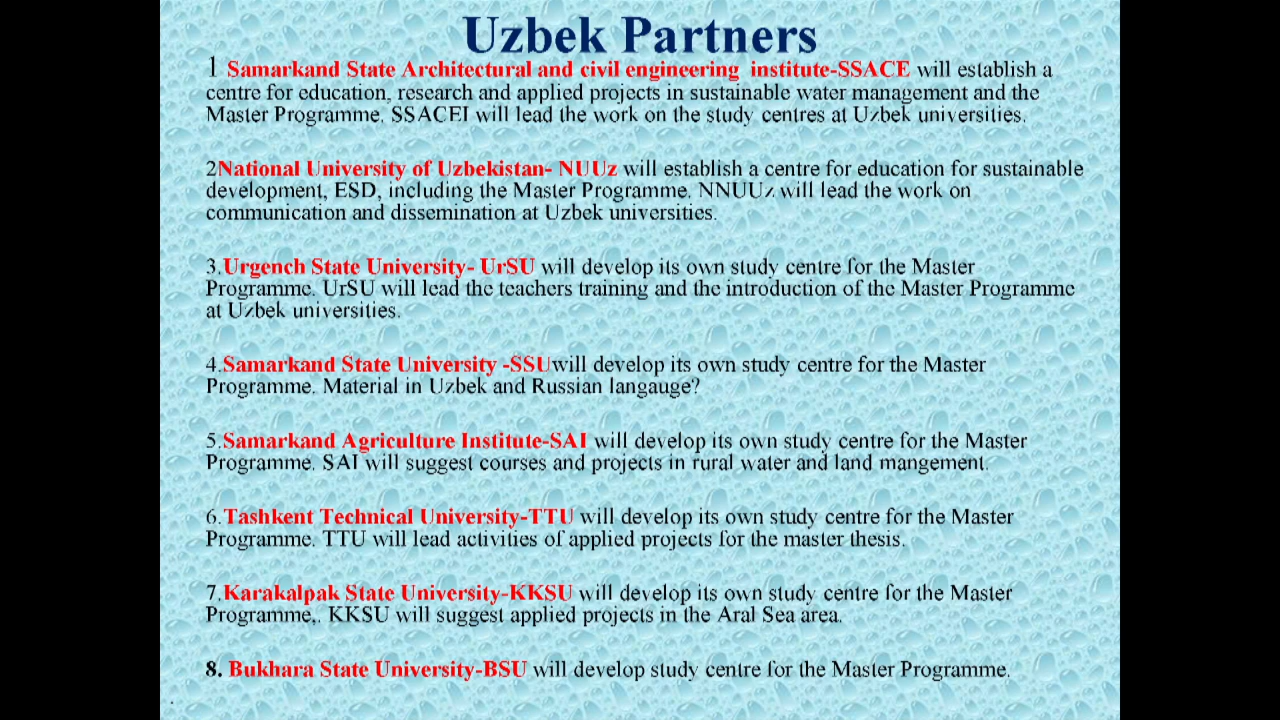 Uzbek Partners
1 Samarkand State Architectural and civil engineering institute-SSACE will establish a
centre for education, research and applied projects in sustainable water management and the
Master Programme. SSACEI will lead the work on the study centres at Uzbek universities.
2National University of Uzbekistan- NUUz will establish a centre for education for sustainable
development, ESD, including the Master Programme. NNUUz will lead the work on
communication and dissemination at Uzbek universities.
3.Urgench State University- UrSU will develop its own study centre for the Master
Programme. UrSU will lead the teachers training and the introduction of the Master Programme
at Uzbek universities.
4.Samarkand State University -SSUwill develop its own study centre for the Master
Programme. Material in Uzbek and Russian langauge?
5.Samarkand Agriculture Institute-SAI will develop its own study centre for the Master
Programme. SAI will suggest courses and projects in rural water and land mangement.
6.Tashkent Technical University-TTU will develop its own study centre for the Master
Programme. TTU will lead activities of applied projects for the master thesis.
7.Karakalpak State University-KKSU will develop its own study centre for the Master
Programme,. KKSU will suggest applied projects in the Aral Sea area.
8. Bukhara State University-BSU will develop study centre for the Master Programme.
.